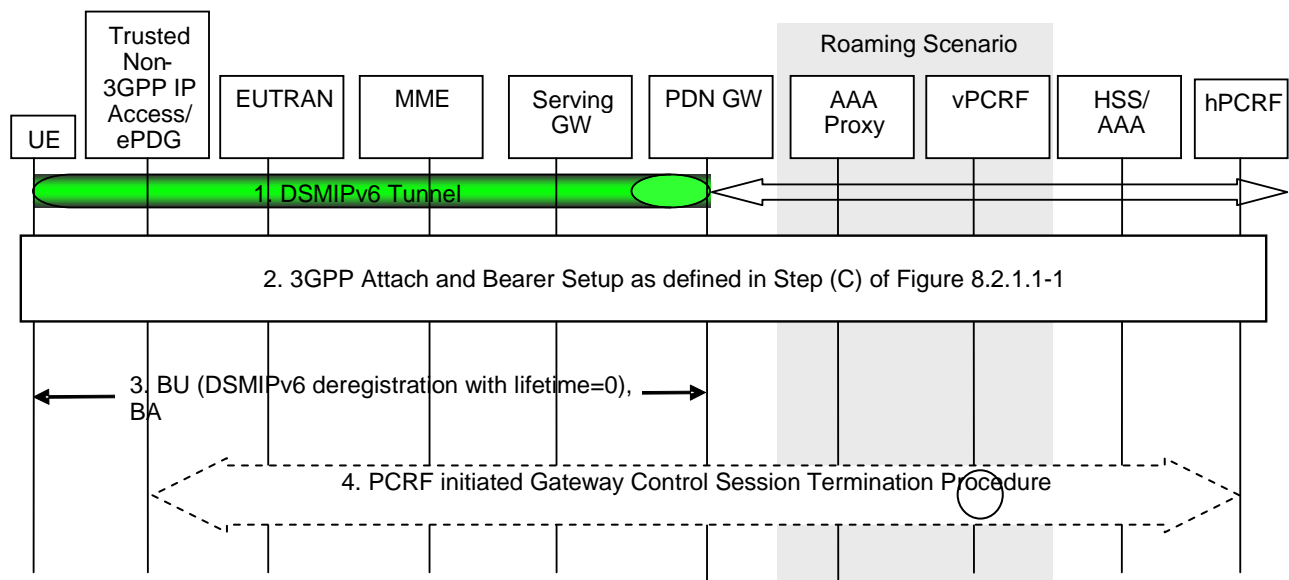 Trusted
Non-
3GPP IP
Access/
ePDG
Roaming Scenario
UE
EUTRAN
MME
Serving
GW
PDN GW
AAA
Proxy
vPCRF
HSS/
AAA
hPCRF
1. DSMIPv6 Tunnel
2. 3GPP Attach and Bearer Setup as defined in Step (C) of Figure 8.2.1.1-1
3. BU (DSMIPv6 deregistration with lifetime=0),
BA
4. PCRF initiated Gateway Control Session Termination Procedure